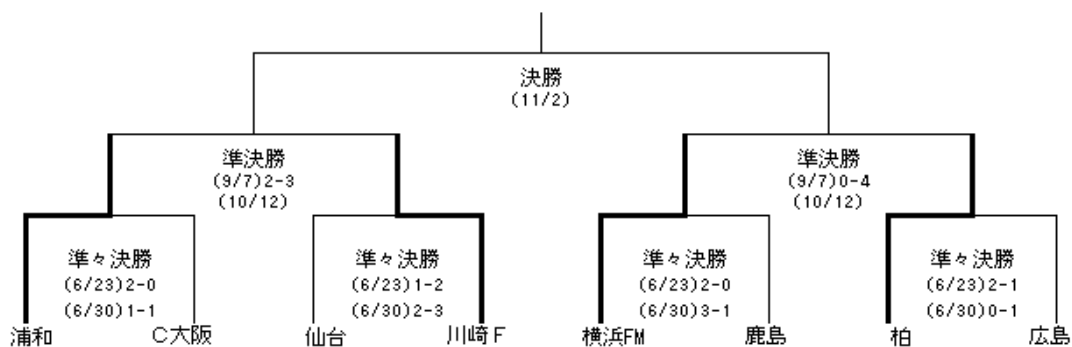 決勝
(11/2)
準決勝
(9/7)2-3
(10/12)
準決勝
(9/7)0-4
(10/12)
準々決勝
(6/23)2-0
(6/30)1-1
準々決勝
(6/23)1-2
(6/30)2-3
準々決勝
(6/23)2-0
(6/30)3-1
準々決勝
(6/23)2-1
(6/30)0-1
浦和 C大阪 仙台 川崎F 横浜FM 鹿島 柏 広島